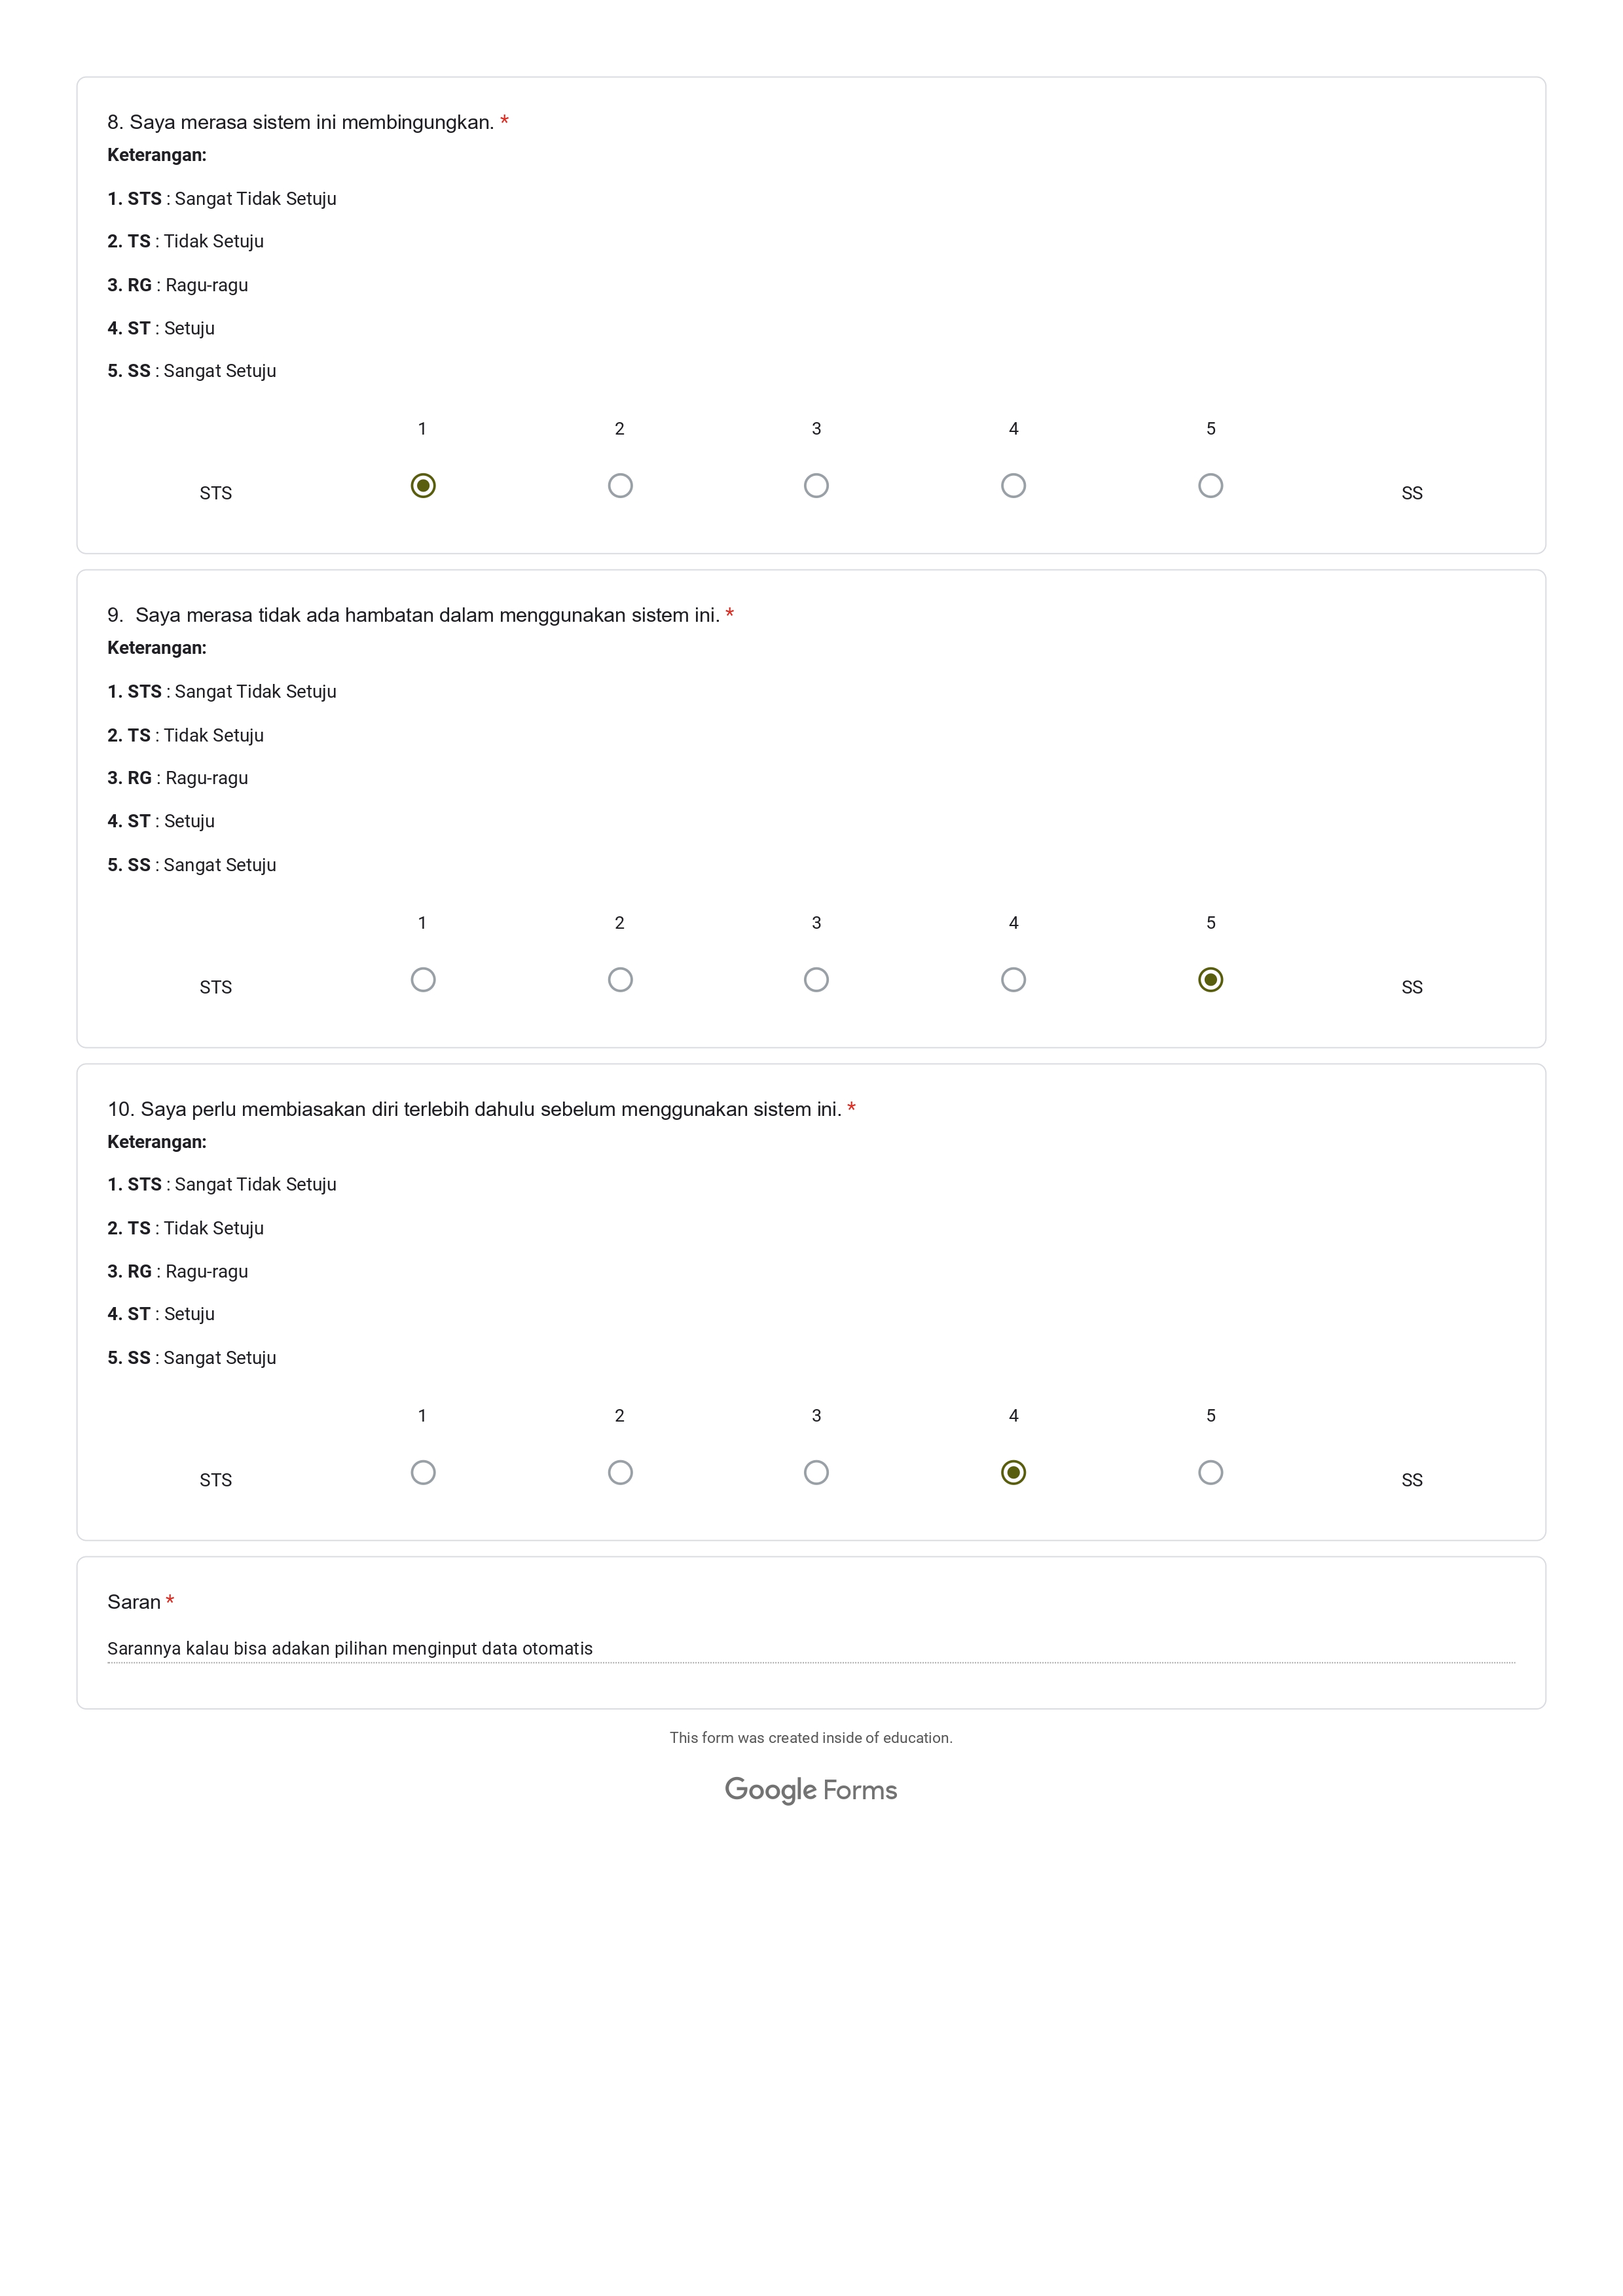 8. Saya merasa sistem ini membingungkan. *
Keterangan:
1. STS : Sangat Tidak Setuju
2. TS : Tidak Setuju
3. RG : Ragu-ragu
4. ST : Setuju
5. SS : Sangat Setuju
1 2 3 4 5
STS SS
9.  Saya merasa tidak ada hambatan dalam menggunakan sistem ini. *
Keterangan:
1. STS : Sangat Tidak Setuju
2. TS : Tidak Setuju
3. RG : Ragu-ragu
4. ST : Setuju
5. SS : Sangat Setuju
1 2 3 4 5
STS SS
10. Saya perlu membiasakan diri terlebih dahulu sebelum menggunakan sistem ini. *
Keterangan:
1. STS : Sangat Tidak Setuju
2. TS : Tidak Setuju
3. RG : Ragu-ragu
4. ST : Setuju
5. SS : Sangat Setuju
1 2 3 4 5
STS SS
Saran *
Sarannya kalau bisa adakan pilihan menginput data otomatis
This form was created inside of education.
Google Forms